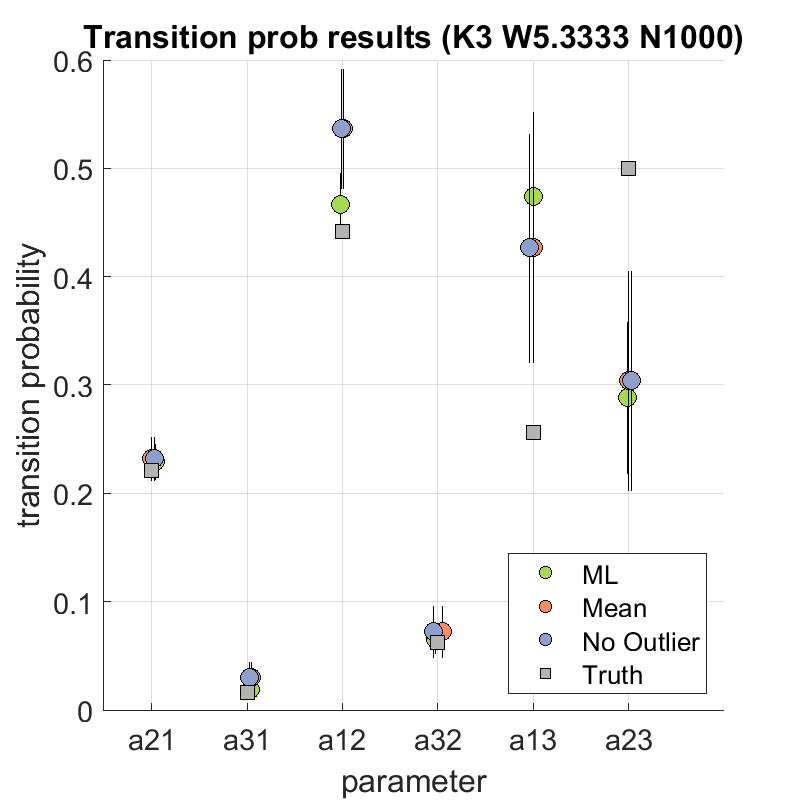 Transition prob results (K3 W5.3333 N1000)
0.6
0.5
0.4
0.3
0.2
0.1
0
transition probability
a21 a31 a12 a32 a13 a23
parameter
ML
Mean
No Outlier
Truth